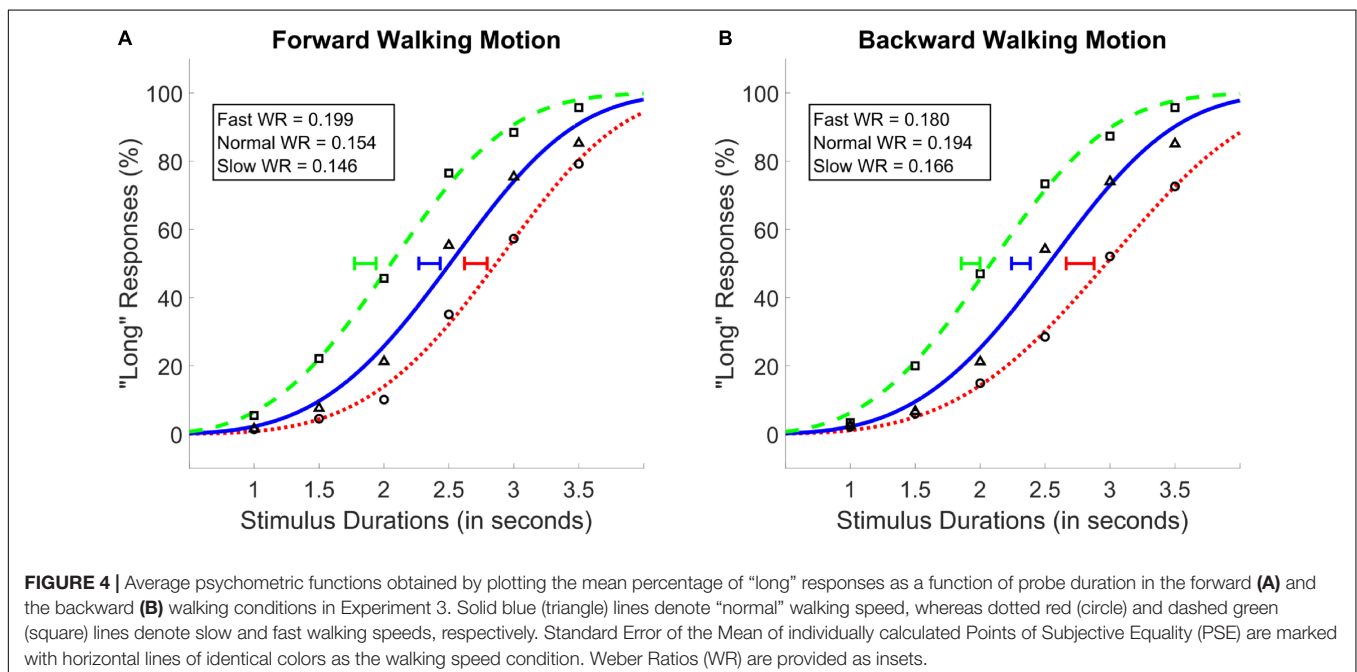 A
Forward Walking Motion
100
80
60
40
20
0
"Long" Responses (%)
Fast WR = 0.199
Normal WR = 0.154
Slow WR = 0.146
1 1.5 2 2.5 3 3.5
Stimulus Durations (in seconds)
B
Backward Walking Motion
100
80
60
40
20
0
"Long" Responses (%)
Fast WR = 0.180
Normal WR = 0.194
Slow WR = 0.166
1 1.5 2 2.5 3 3.5
Stimulus Durations (in seconds)
FIGURE 4 | Average psychometric functions obtained by plotting the mean percentage of “long” responses as a function of probe duration in the forward (A) and
the backward (B) walking conditions in Experiment 3. Solid blue (triangle) lines denote “normal” walking speed, whereas dotted red (circle) and dashed green
(square) lines denote slow and fast walking speeds, respectively. Standard Error of the Mean of individually calculated Points of Subjective Equality (PSE) are marked
with horizontal lines of identical colors as the walking speed condition. Weber Ratios (WR) are provided as insets.